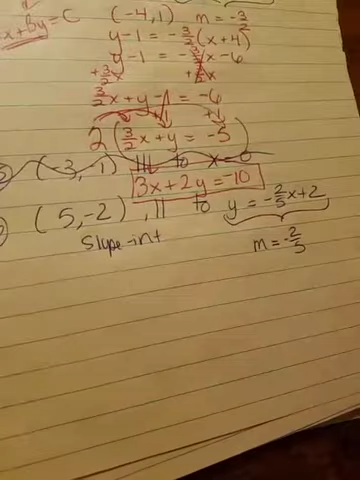 x + By = C (-4, 1) m = -3/2
y - 1 = -3/2(x + 4)
y - 1 = -3/2x - 6
+3/2x +3/2x
3/2x + y - 1 = -6
+1 +1
2(3/2x + y = -5)
(-3, 1) ||| to x = 0
3x + 2y = -10
(5, -2), || to y = -2/5x + 2
Slope-int m = -2/5